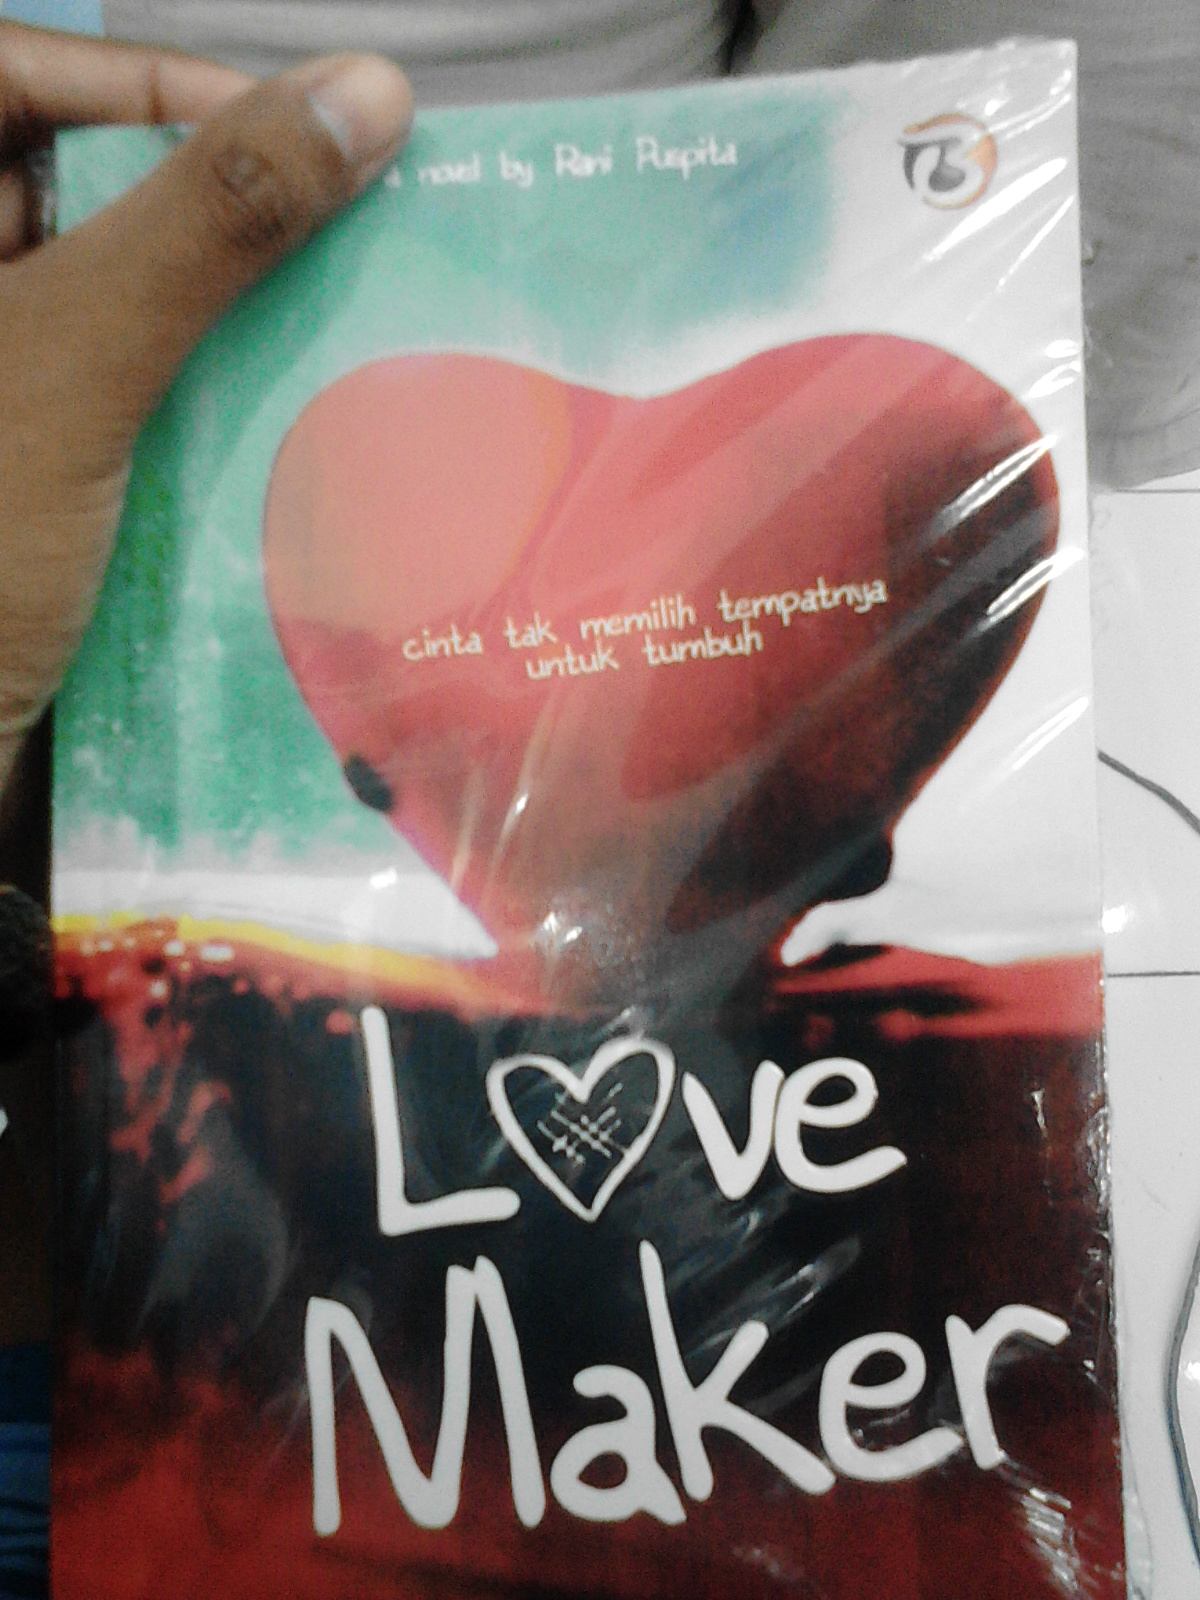 a novel by Rani Puspita
cinta tak memilih tempatnya
untuk tumbuh
Love
Maker